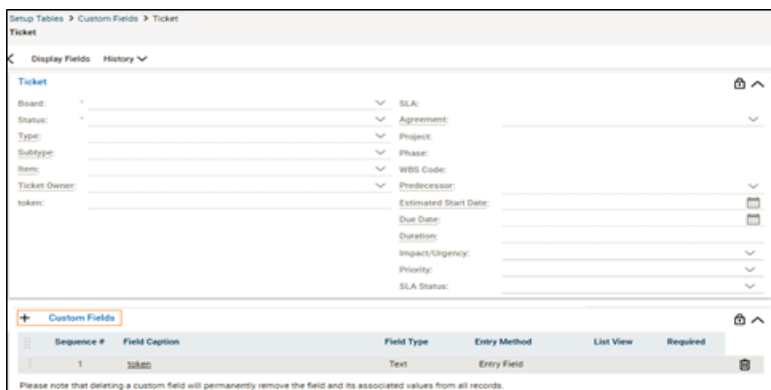 Setup Tables > Custom Fields > Ticket
Ticket
Display Fields History
Ticket
Board: *
Status: *
Type:
Subtype:
Item:
Ticket Owner:
token:
SLA:
Agreement:
Project:
Phase:
WBS Code:
Predecessor:
Estimated Start Date:
Due Date:
Duration:
Impact/Urgency:
Priority:
SLA Status:
+ Custom Fields
Sequence # Field Caption Field Type Entry Method List View Required
1 token Text Entry Field
Please note that deleting a custom field will permanently remove the field and its associated values from all records.